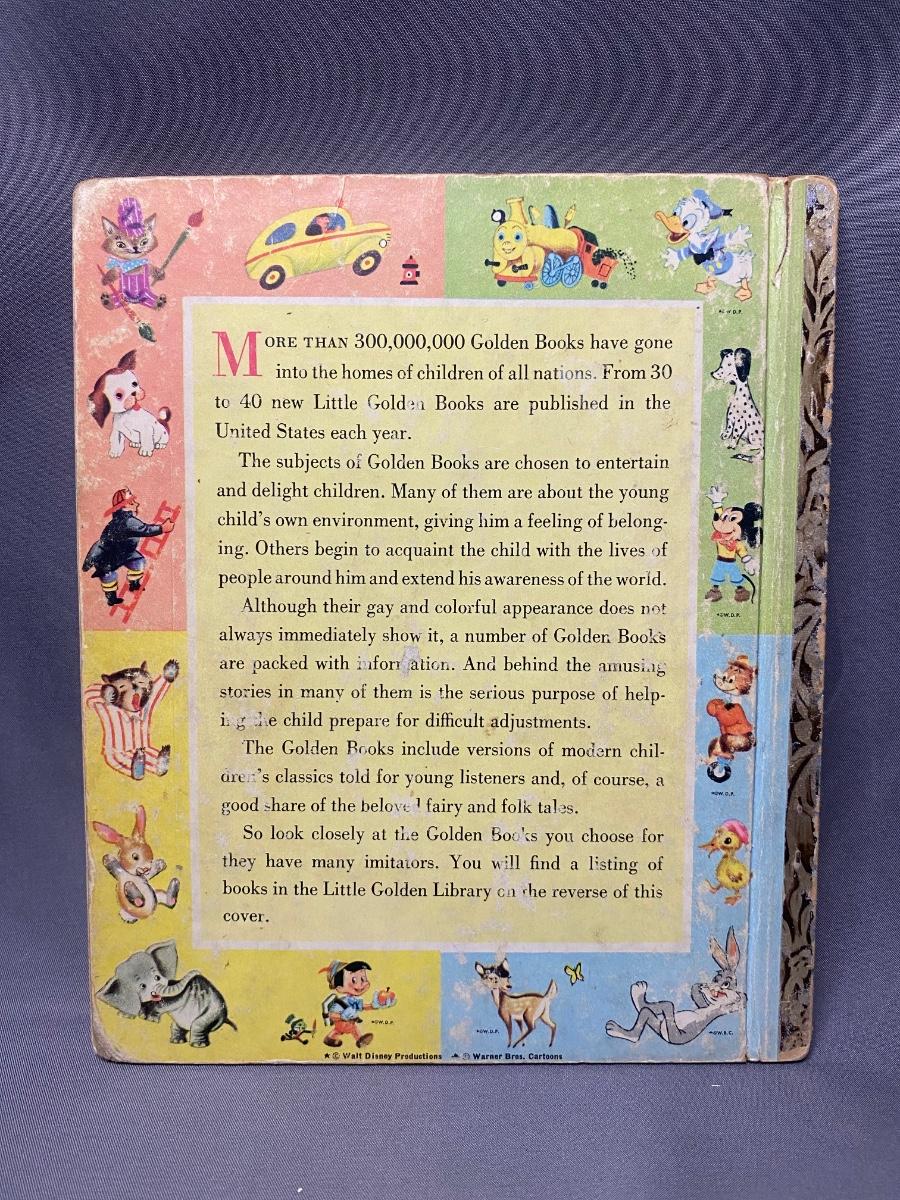 MORE THAN 300,000,000 Golden Books have gone
into the homes of children of all nations. From 30
to 40 new Little Golden Books are published in the
United States each year.
The subjects of Golden Books are chosen to entertain
and delight children. Many of them are about the young
child's own environment, giving him a feeling of belong-
ing. Others begin to acquaint the child with the lives of
people around him and extend his awareness of the world.
Although their gay and colorful appearance does not
always immediately show it, a number of Golden Books
are packed with information. And behind the amusing
stories in many of them is the serious purpose of help-
ing the child prepare for difficult adjustments.
The Golden Books include versions of modern chil-
dren's classics told for young listeners and, of course, a
good share of the beloved fairy and folk tales.
So look closely at the Golden Books you choose for
they have many imitators. You will find a listing of
books in the Little Golden Library on the reverse of this
cover.
★ © Walt Disney Productions © Warner Bros. Cartoons